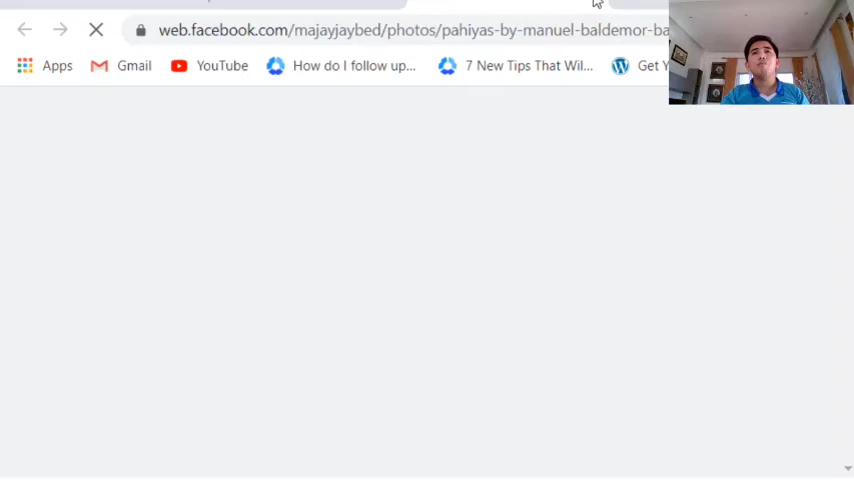 web.facebook.com/majayjaybed/photos/pahiyas-by-manuel-baldemor-ba
Apps Gmail YouTube How do I follow up... 7 New Tips That Wil... Get Y